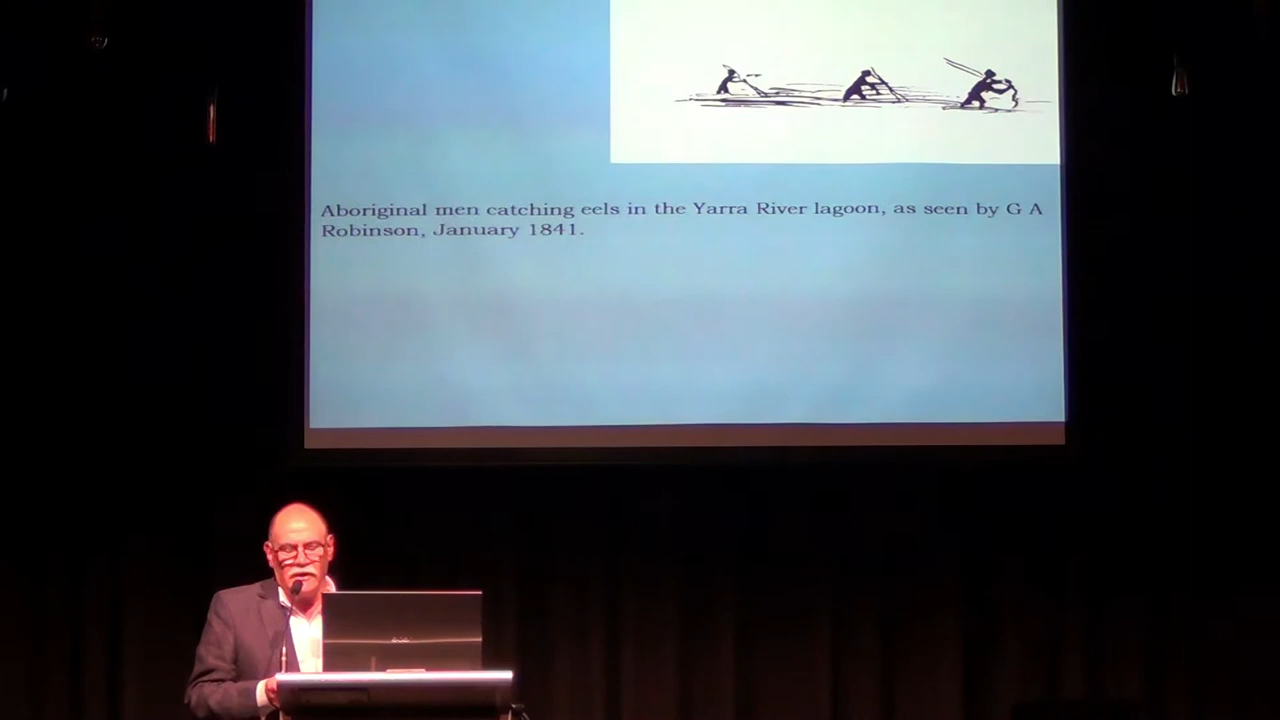 Aboriginal men catching eels in the Yarra River lagoon, as seen by G A
Robinson, January 1841.